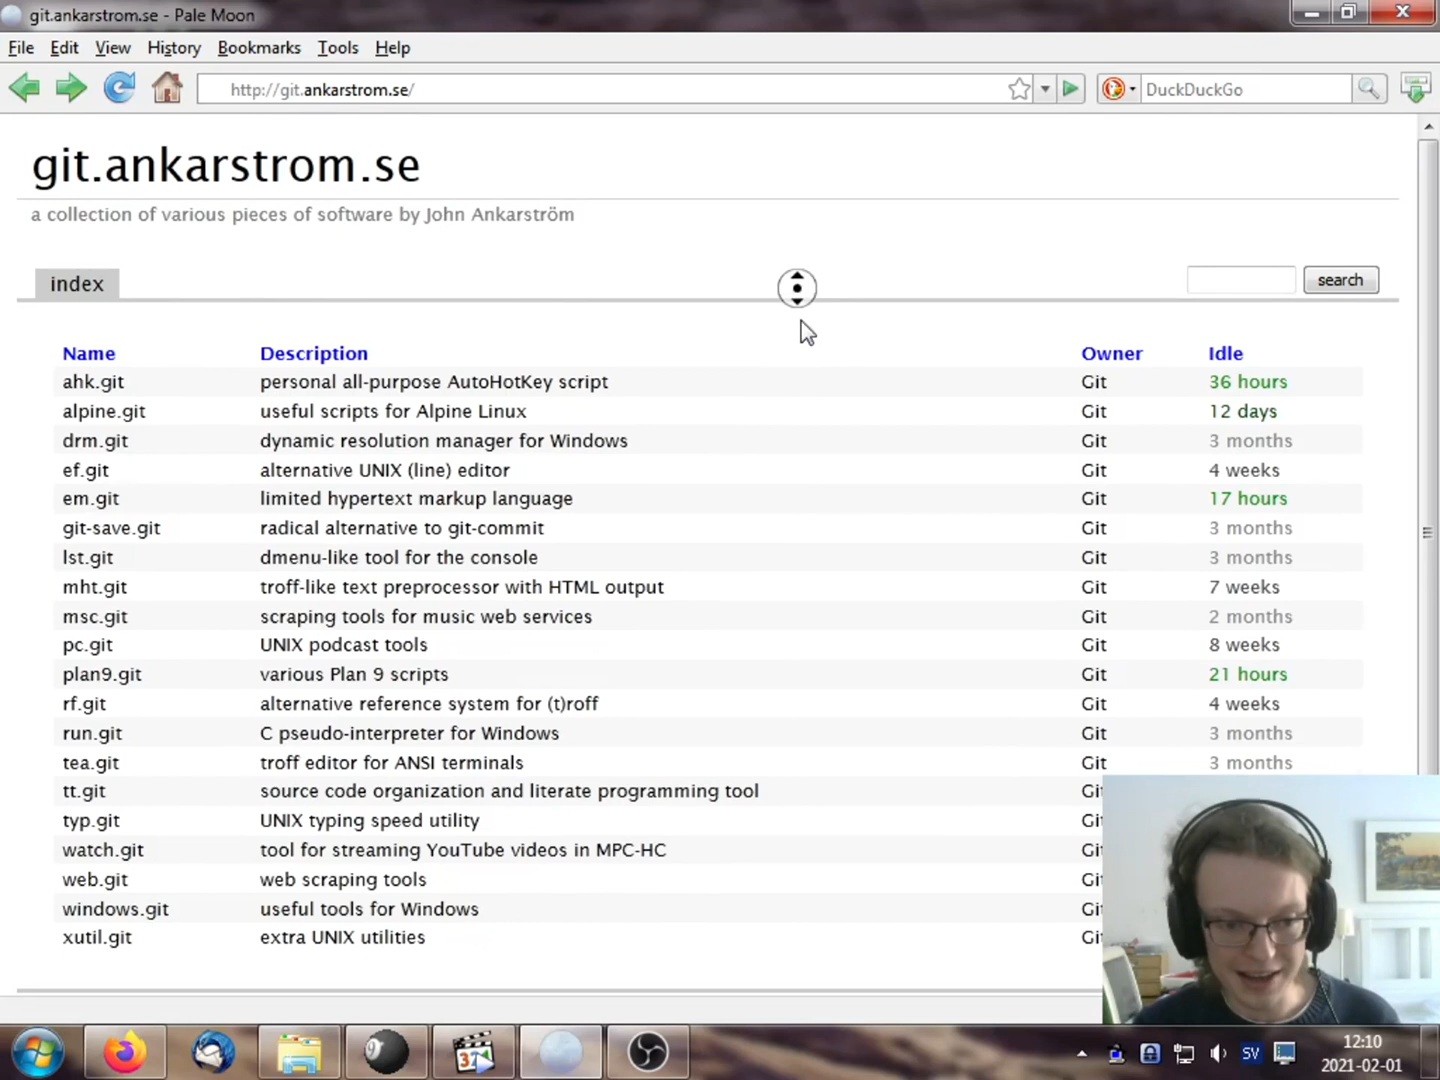 git.ankarstrom.se - Pale Moon
File Edit View History Bookmarks Tools Help
http://git.ankarstrom.se/ DuckDuckGo
git.ankarstrom.se
a collection of various pieces of software by John Ankarström
index search
Name Description Owner Idle
ahk.git personal all-purpose AutoHotKey script Git 36 hours
alpine.git useful scripts for Alpine Linux Git 12 days
drm.git dynamic resolution manager for Windows Git 3 months
ef.git alternative UNIX (line) editor Git 4 weeks
em.git limited hypertext markup language Git 17 hours
git-save.git radical alternative to git-commit Git 3 months
lst.git dmenu-like tool for the console Git 3 months
mht.git troff-like text preprocessor with HTML output Git 7 weeks
msc.git scraping tools for music web services Git 2 months
pc.git UNIX podcast tools Git 8 weeks
plan9.git various Plan 9 scripts Git 21 hours
rf.git alternative reference system for (t)roff Git 4 weeks
run.git C pseudo-interpreter for Windows Git 3 months
tea.git troff editor for ANSI terminals Git 3 months
tt.git source code organization and literate programming tool Git
typ.git UNIX typing speed utility Git
watch.git tool for streaming YouTube videos in MPC-HC Git
web.git web scraping tools Git
windows.git useful tools for Windows Git
xutil.git extra UNIX utilities Git
SV 12:10
2021-02-01